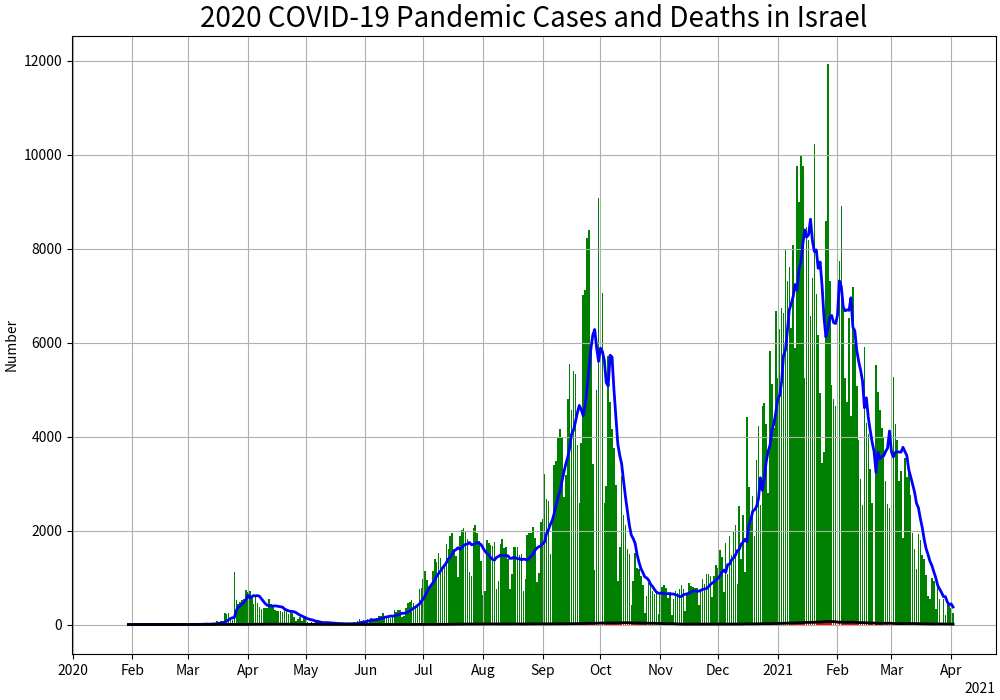 2020 COVID-19 Pandemic Cases and Deaths in Israel
12000
10000
8000
6000
4000
2000
0
Number
2020 Feb Mar Apr May Jun Jul Aug Sep Oct Nov Dec 2021 Feb Mar Apr
2021